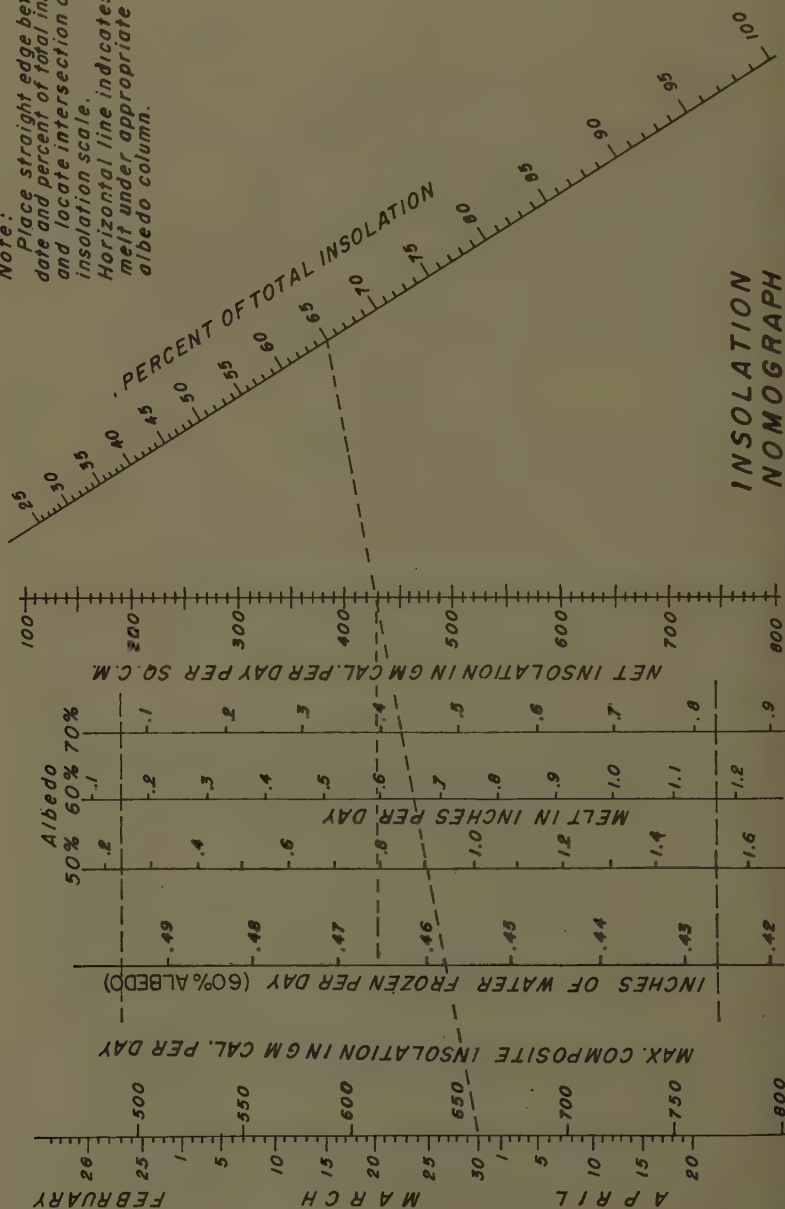 Note:
Place straight edge be
date and percent of total in
and locate intersection o
insolation scale.
Horizontal line indicates
melt under appropriate
albedo column.
PERCENT OF TOTAL INSOLATION
25 30 35 40 45 50 55 60 65 70 75 80 85 90 95 100
INSOLATION
NOMOGRAPH
100 200 300 400 500 600 700 800
NET INSOLATION IN GM CAL. PER DAY PER SQ. C.M.
Albedo
50% 60% 70%
.1 .2 .3 .4 .5 .6 .7 .8 .9
.1 .2 .3 .4 .5 .6 .7 .8 .9 1.0 1.1 1.2
MELT IN INCHES PER DAY
.2 .4 .6 .8 1.0 1.2 1.4 1.6
.49 .48 .47 .46 .45 .44 .43 .42
INCHES OF WATER FROZEN PER DAY (60% ALBEDO)
MAX. COMPOSITE INSOLATION IN GM CAL. PER DAY
500 550 600 650 700 750 800
28 25 1 5 10 15 20 25 30 1 5 10 15 20
FEBRUARY MARCH APRIL